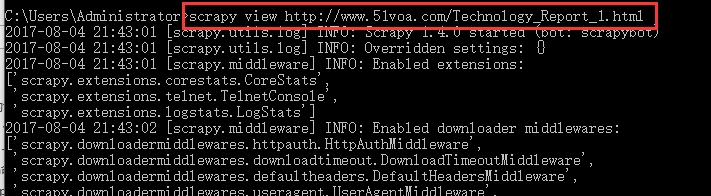 C:\Users\Administrator>scrapy view http://www.51voa.com/Technology_Report_1.html
2017-08-04 21:43:01 [scrapy.utils.log] INFO: Scrapy 1.4.0 started (bot: scrapybot)
2017-08-04 21:43:01 [scrapy.utils.log] INFO: Overridden settings: {}
2017-08-04 21:43:01 [scrapy.middleware] INFO: Enabled extensions:
['scrapy.extensions.corestats.CoreStats',
'scrapy.extensions.telnet.TelnetConsole',
'scrapy.extensions.logstats.LogStats']
2017-08-04 21:43:02 [scrapy.middleware] INFO: Enabled downloader middlewares:
['scrapy.downloadermiddlewares.httpauth.HttpAuthMiddleware',
'scrapy.downloadermiddlewares.downloadtimeout.DownloadTimeoutMiddleware',
'scrapy.downloadermiddlewares.defaultheaders.DefaultHeadersMiddleware',
'scrapy.downloadermiddlewares.useragent.UserAgentMiddleware',